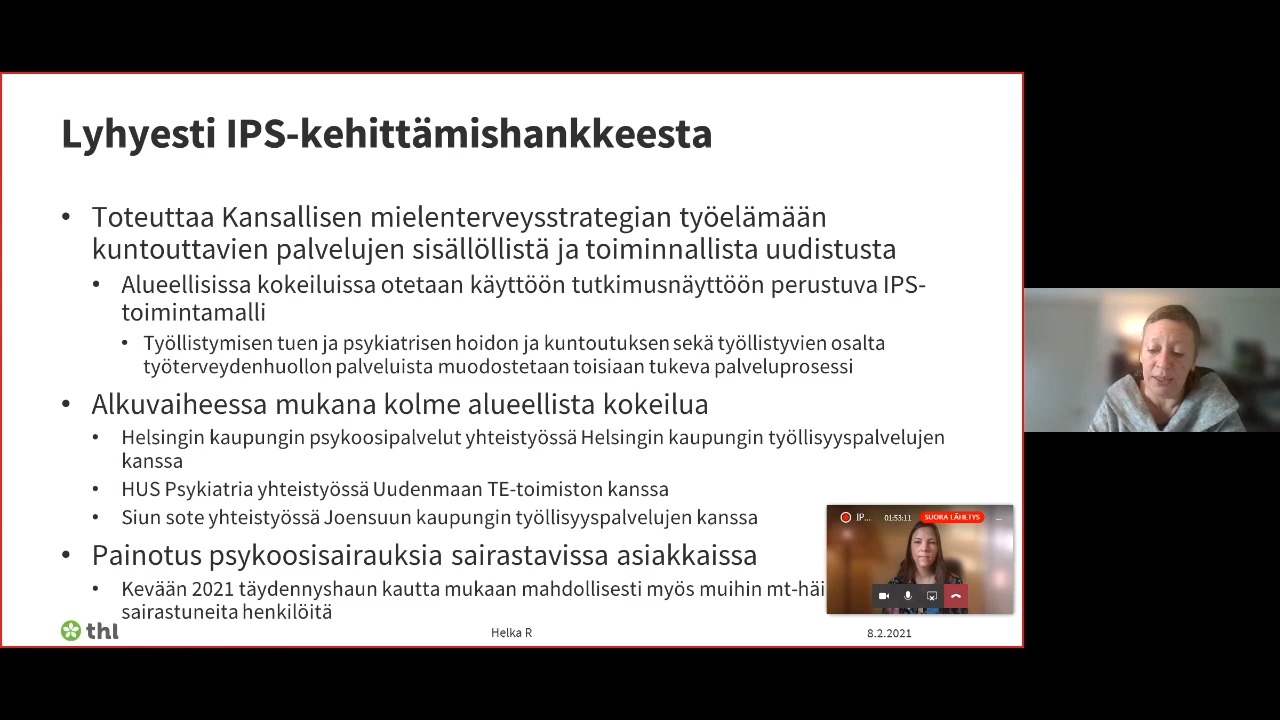 Lyhyesti IPS-kehittämishankkeesta
• Toteuttaa Kansallisen mielenterveysstrategian työelämään
kuntouttavien palvelujen sisällöllistä ja toiminnallista uudistusta
• Alueellisissa kokeiluissa otetaan käyttöön tutkimusnäyttöön perustuva IPS-
toimintamalli
• Työllistymisen tuen ja psykiatrisen hoidon ja kuntoutuksen sekä työllistyvien osalta
työterveydenhuollon palveluista muodostetaan toisiaan tukeva palveluprosessi
• Alkuvaiheessa mukana kolme alueellista kokeilua
• Helsingin kaupungin psykoosipalvelut yhteistyössä Helsingin kaupungin työllisyyspalvelujen
kanssa
• HUS Psykiatria yhteistyössä Uudenmaan TE-toimiston kanssa
• Siun sote yhteistyössä Joensuun kaupungin työllisyyspalvelujen kanssa
• Painotus psykoosisairauksia sairastavissa asiakkaissa
• Kevään 2021 täydennyshaun kautta mukaan mahdollisesti myös muihin mt-häi
sairastuneita henkilöitä
IP... 01:53:11 SUORA LÄHETYS
thl Helka R 8.2.2021